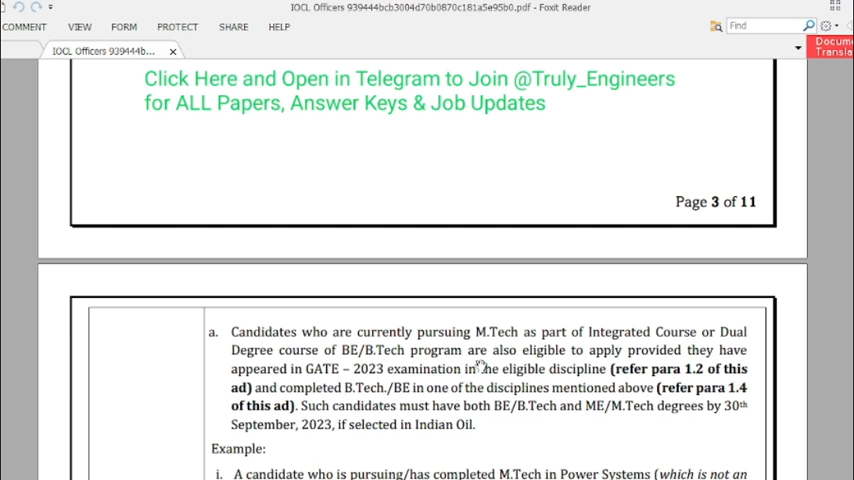 IOCL Officers 939444bcb3004d70b0870c181a5e95b0.pdf - Foxit Reader
COMMENT VIEW FORM PROTECT SHARE HELP
Find
IOCL Officers 939444b...
Click Here and Open in Telegram to Join @Truly_Engineers
for ALL Papers, Answer Keys & Job Updates
Page 3 of 11
a. Candidates who are currently pursuing M.Tech as part of Integrated Course or Dual
Degree course of BE/B.Tech program are also eligible to apply provided they have
appeared in GATE – 2023 examination in the eligible discipline (refer para 1.2 of this
ad) and completed B.Tech./BE in one of the disciplines mentioned above (refer para 1.4
of this ad). Such candidates must have both BE/B.Tech and ME/M.Tech degrees by 30th
September, 2023, if selected in Indian Oil.
Example:
i. A candidate who is pursuing/has completed M.Tech in Power Systems (which is not an